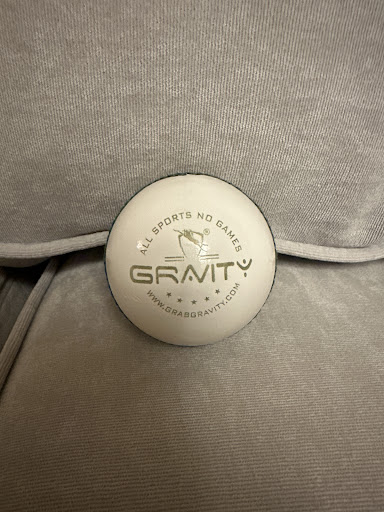 ALL SPORTS NO GAMES
®
GRAVITY
★ ★ ★ ★ ★
WWW.GRABGRAVITY.COM